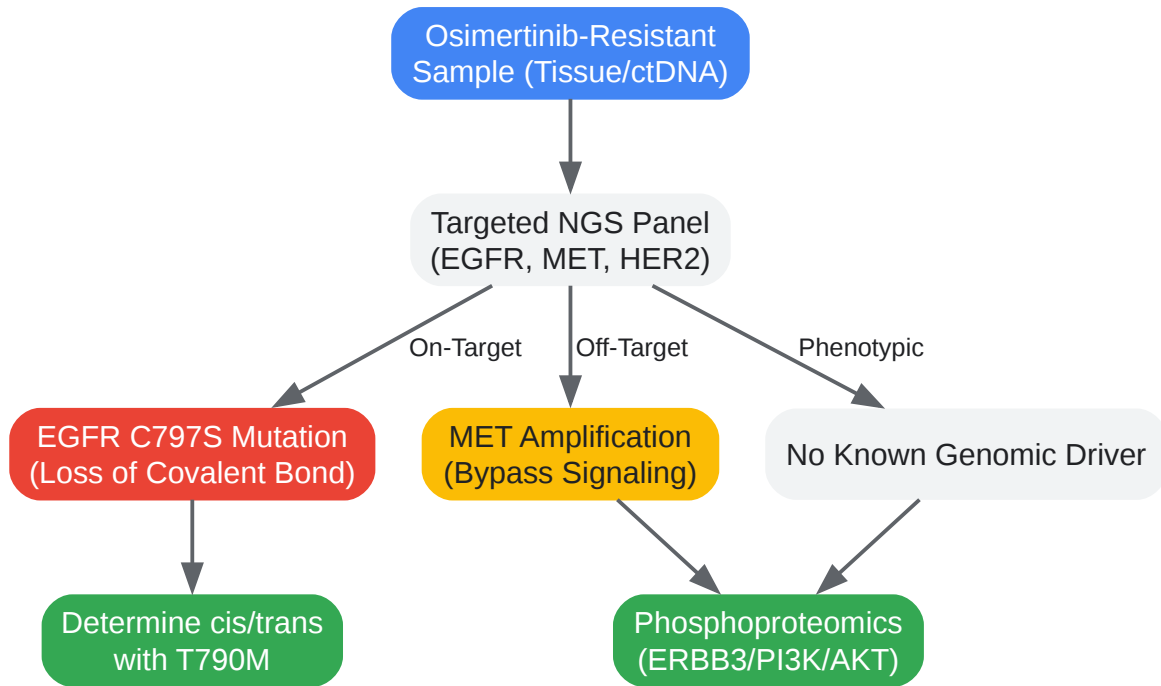 Osimertinib-Resistant
Sample (Tissue/ctDNA)
Targeted NGS Panel
(EGFR, MET, HER2)
On-Target
Off-Target
Phenotypic
EGFR C797S Mutation
(Loss of Covalent Bond)
MET Amplification
(Bypass Signaling)
No Known Genomic Driver
Determine cis/trans
with T790M
Phosphoproteomics
(ERBB3/PI3K/AKT)